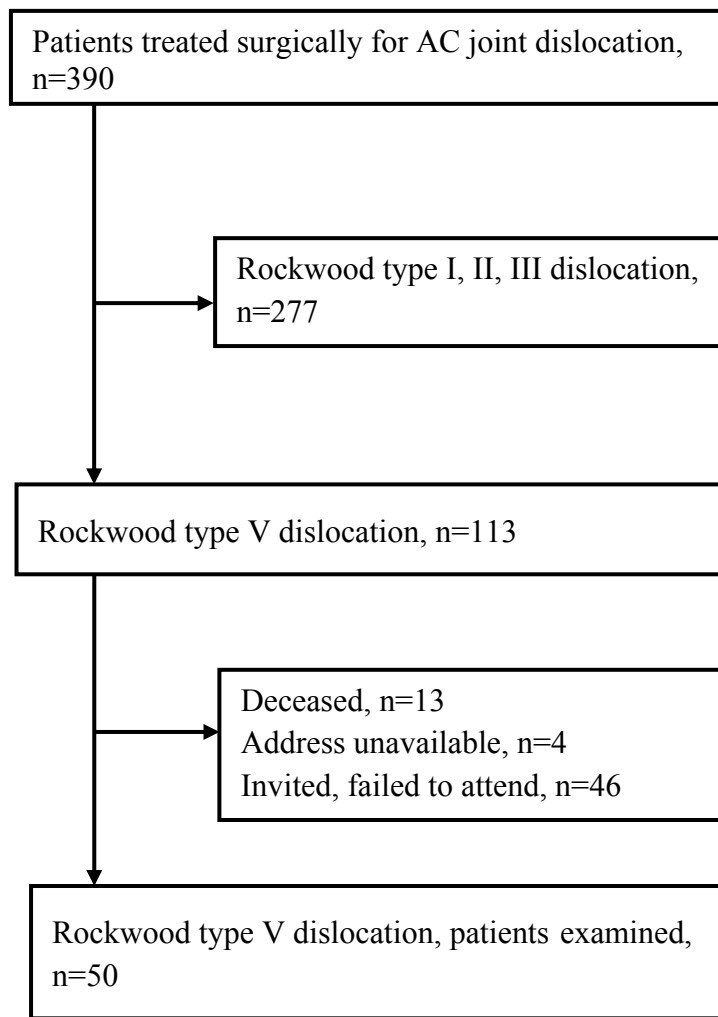 Patients treated surgically for AC joint dislocation,
n=390
Rockwood type I, II, III dislocation,
n=277
Rockwood type V dislocation, n=113
Deceased, n=13
Address unavailable, n=4
Invited, failed to attend, n=46
Rockwood type V dislocation, patients examined,
n=50